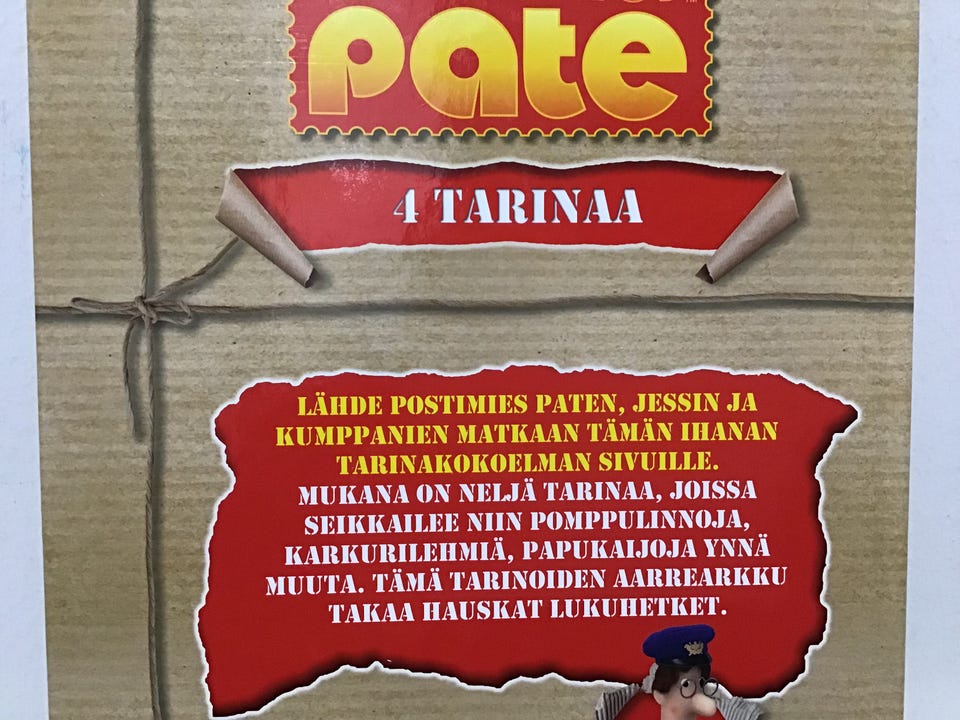 pate
4 TARINAA
LÄHDE POSTIMIES PATEN, JESSIN JA
KUMPPANIEN MATKAAN TÄMÄN IHANAN
TARINAKOKOELMAN SIVUILLE.
MUKANA ON NELJÄ TARINAA, JOISSA
SEIKKAILEE NIIN POMPPULINNOJA,
KARKURILEHMIÄ, PAPUKAIJOJA YNNÄ
MUUTA. TÄMÄ TARINOIDEN AARREARKKU
TAKAA HAUSKAT LUKUHETKET.